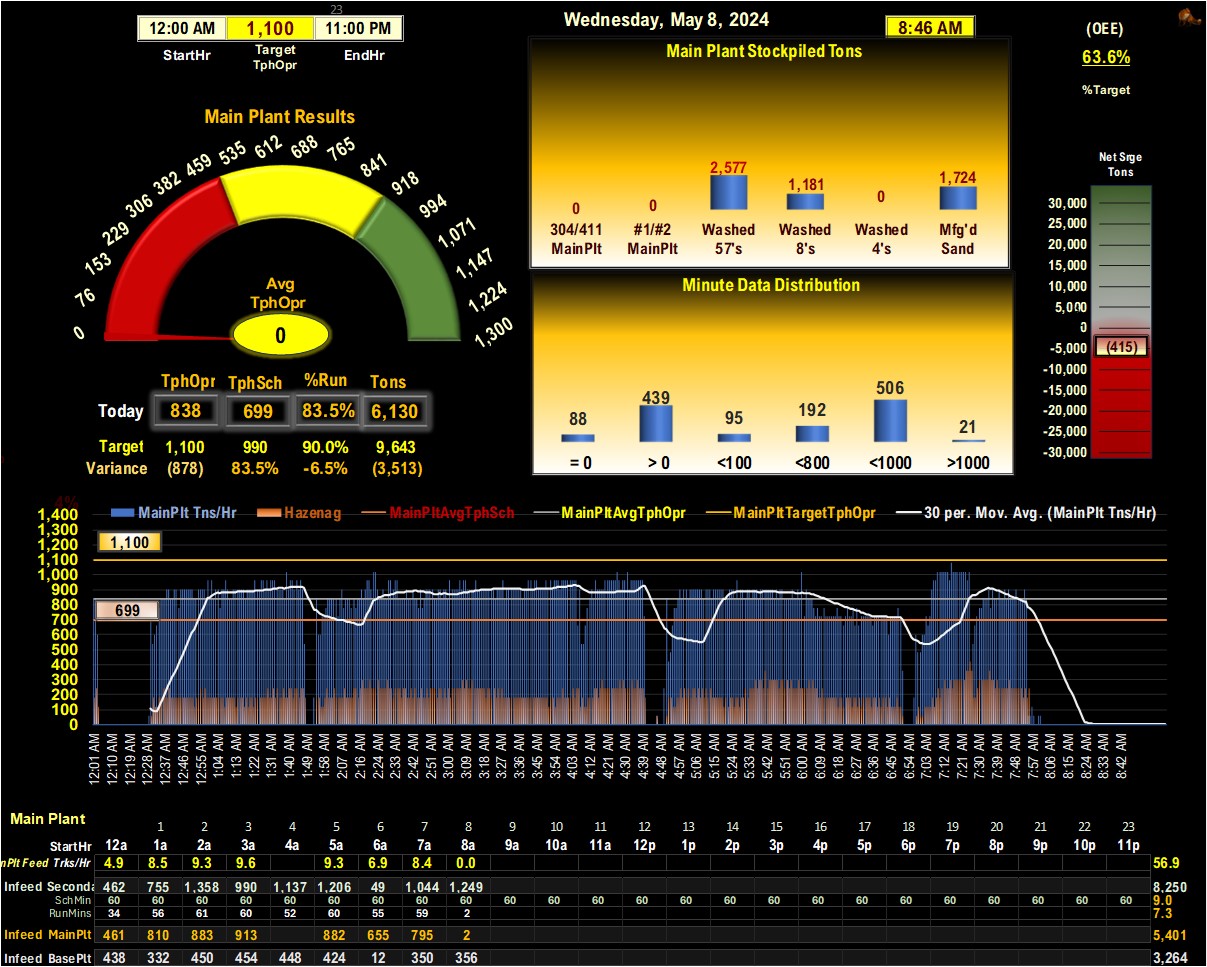 23
Wednesday, May 8, 2024
12:00 AM 1,100 11:00 PM
8:46 AM
(OEE)
StartHr Target TphOpr EndHr
63.6%
%Target
Main Plant Stockpiled Tons
2,577
1,181
1,724
0 0 0
304/411 MainPlt
#1/#2 MainPlt
Washed 57's
Washed 8's
Washed 4's
Mfg'd Sand
Net Srge
Tons
30,000
25,000
20,000
15,000
10,000
5,000
0
-5,000
(415)
-10,000
-15,000
-20,000
-25,000
-30,000
Main Plant Results
0 76 153 229 306 382 459 535 612 688 765 841 918 994 1,071 1,147 1,224 1,300
Avg
TphOpr
0
Minute Data Distribution
88 439 95 192 506 21
= 0 > 0 <100 <800 <1000 >1000
TphOpr TphSch %Run Tons
Today 838 699 83.5% 6,130
Target 1,100 990 90.0% 9,643
Variance (878) 83.5% -6.5% (3,513)
4%
MainPlt Tns/Hr Hazenag MainPltAvgTphSch MainPltAvgTphOpr MainPltTargetTphOpr 30 per. Mov. Avg. (MainPlt Tns/Hr)
1,400
1,300
1,200
1,100
1,000
900
800
700
600
500
400
300
200
100
0
1,100
699
12:01 AM 12:10 AM 12:19 AM 12:28 AM 12:37 AM 12:46 AM 12:55 AM 1:04 AM 1:13 AM 1:22 AM 1:31 AM 1:40 AM 1:49 AM 1:58 AM 2:07 AM 2:16 AM 2:24 AM 2:33 AM 2:42 AM 2:51 AM 3:00 AM 3:09 AM 3:18 AM 3:27 AM 3:36 AM 3:45 AM 3:54 AM 4:03 AM 4:12 AM 4:21 AM 4:30 AM 4:39 AM 4:48 AM 4:57 AM 5:06 AM 5:15 AM 5:24 AM 5:33 AM 5:42 AM 5:51 AM 6:00 AM 6:09 AM 6:18 AM 6:27 AM 6:36 AM 6:45 AM 6:54 AM 7:03 AM 7:12 AM 7:21 AM 7:30 AM 7:39 AM 7:48 AM 7:57 AM 8:06 AM 8:15 AM 8:24 AM 8:33 AM 8:42 AM
Main Plant
1 2 3 4 5 6 7 8 9 10 11 12 13 14 15 16 17 18 19 20 21 22 23
StartHr 12a 1a 2a 3a 4a 5a 6a 7a 8a 9a 10a 11a 12p 1p 2p 3p 4p 5p 6p 7p 8p 9p 10p 11p
nPlt Feed Trks/Hr 4.9 8.5 9.3 9.6 9.3 6.9 8.4 0.0 56.9
Infeed Seconda 462 755 1,358 990 1,137 1,206 49 1,044 1,249 8,250
SchMin 60 60 60 60 60 60 60 60 60 60 60 60 60 60 60 60 60 60 60 60 60 60 60 60 9.0
RunMins 34 56 61 60 52 60 55 59 2 7.3
Infeed MainPlt 461 810 883 913 882 655 795 2 5,401
Infeed BasePlt 438 332 450 454 448 424 12 350 356 3,264